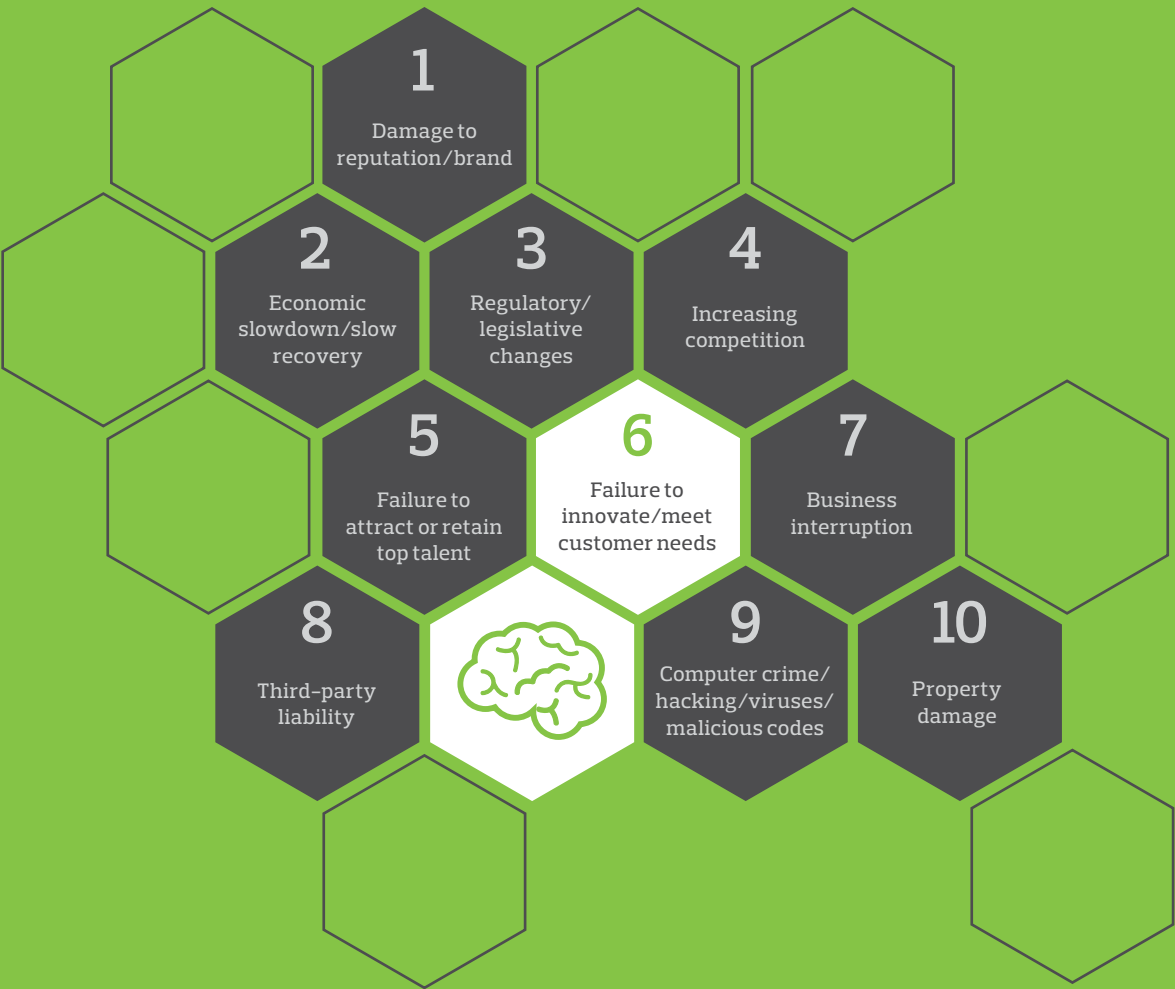 1
Damage to
reputation/brand
2
Economic
slowdown/slow
recovery
3
Regulatory/
legislative
changes
4
Increasing
competition
5
Failure to
attract or retain
top talent
6
Failure to
innovate/meet
customer needs
7
Business
interruption
8
Third-party
liability
9
Computer crime/
hacking/viruses/
malicious codes
10
Property
damage